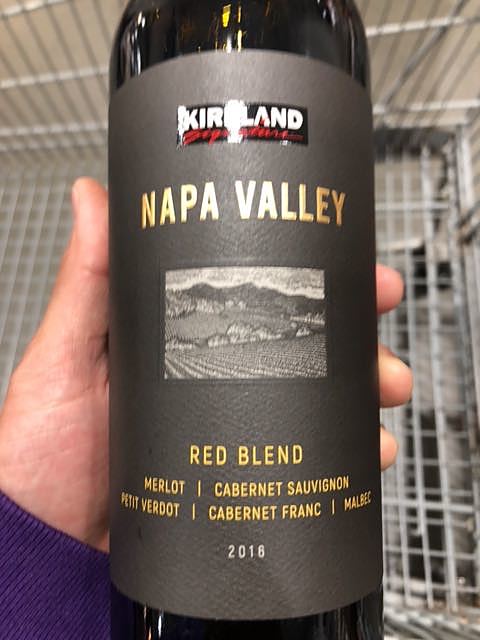 KIRKLAND
Signature
NAPA VALLEY
RED BLEND
MERLOT | CABERNET SAUVIGNON
PETIT VERDOT | CABERNET FRANC | MALBEC
2016